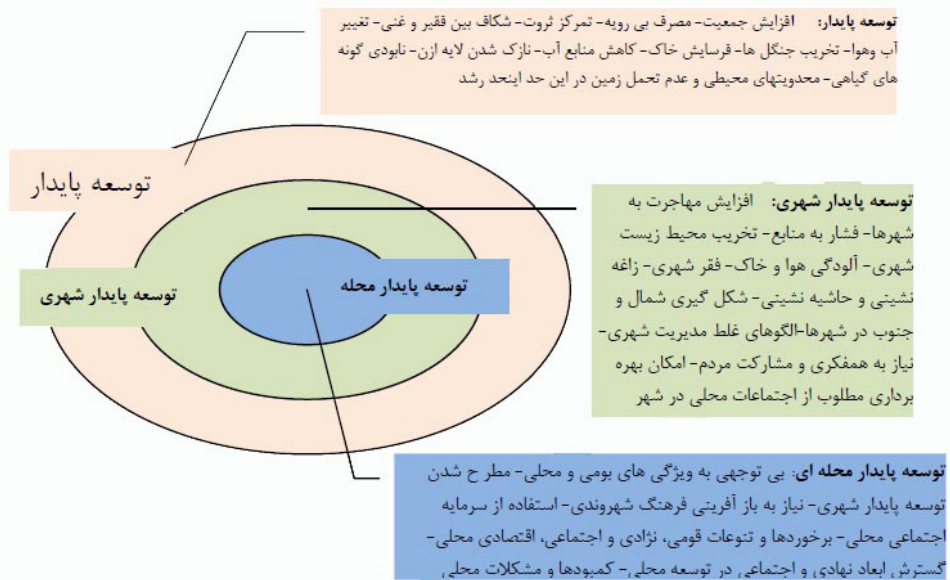 توسعه پایدار: افزایش جمعیت- مصرف بی رویه- تمرکز ثروت- شکاف بین فقیر و غنی- تغییر
آب وهوا- تخریب جنگل ها- قرسایش خاک- کاهش منابع آب- نازک شدن لایه ازن- نابودی گونه
های گیاهی- محدویتهای محیطی و عدم تحمل زمین در این حد اینحد رشد
توسعه پایدار
توسعه پایدار شهری: افزایش مهاجرت به
شهرها- فشار به منابع- تخریب محیط زیست
شهری- آلودگی هوا و خاک- فقر شهری- زاغه
نشینی و حاشیه نشینی- شکل گیری شمال و
جنوب در شهرها-الگوهای غلط مدیریت شهری-
نیاز به همفکری و مشارکت مردم- امکان بهره
برداری مطلوب از اجتماعات محلی در شهر
توسعه پایدار محله
توسعه پایدار شهری
توسعه پایدار محله ای: بی توجهی به ویژگی های بومی و محلی- مطر ح شدن
توسعه پایدار شهری- نیاز به باز آفرینی فرهنگ شهروندی- استفاده از سرمایه
اجتماعی محلی- برخوردها و تنوعات قومی، نژادی و اجتماعی، اقتصادی محلی-
گسترش ابعاد نهادی و اجتماعی در توسعه محلی- کمبودها و مشکلات محلی